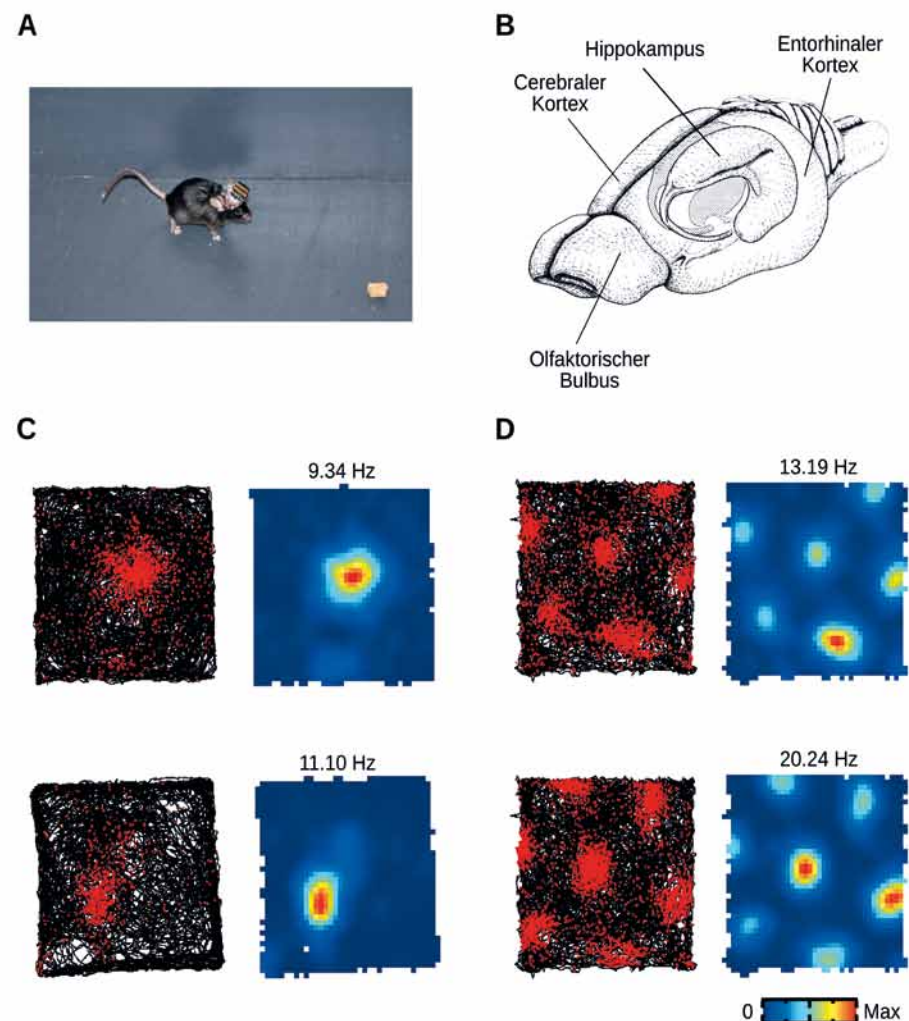 A
B
Hippokampus
Entorhinaler
Kortex
Cerebraler
Kortex
Olfaktorischer
Bulbus
C
D
9.34 Hz
13.19 Hz
11.10 Hz
20.24 Hz
0 Max